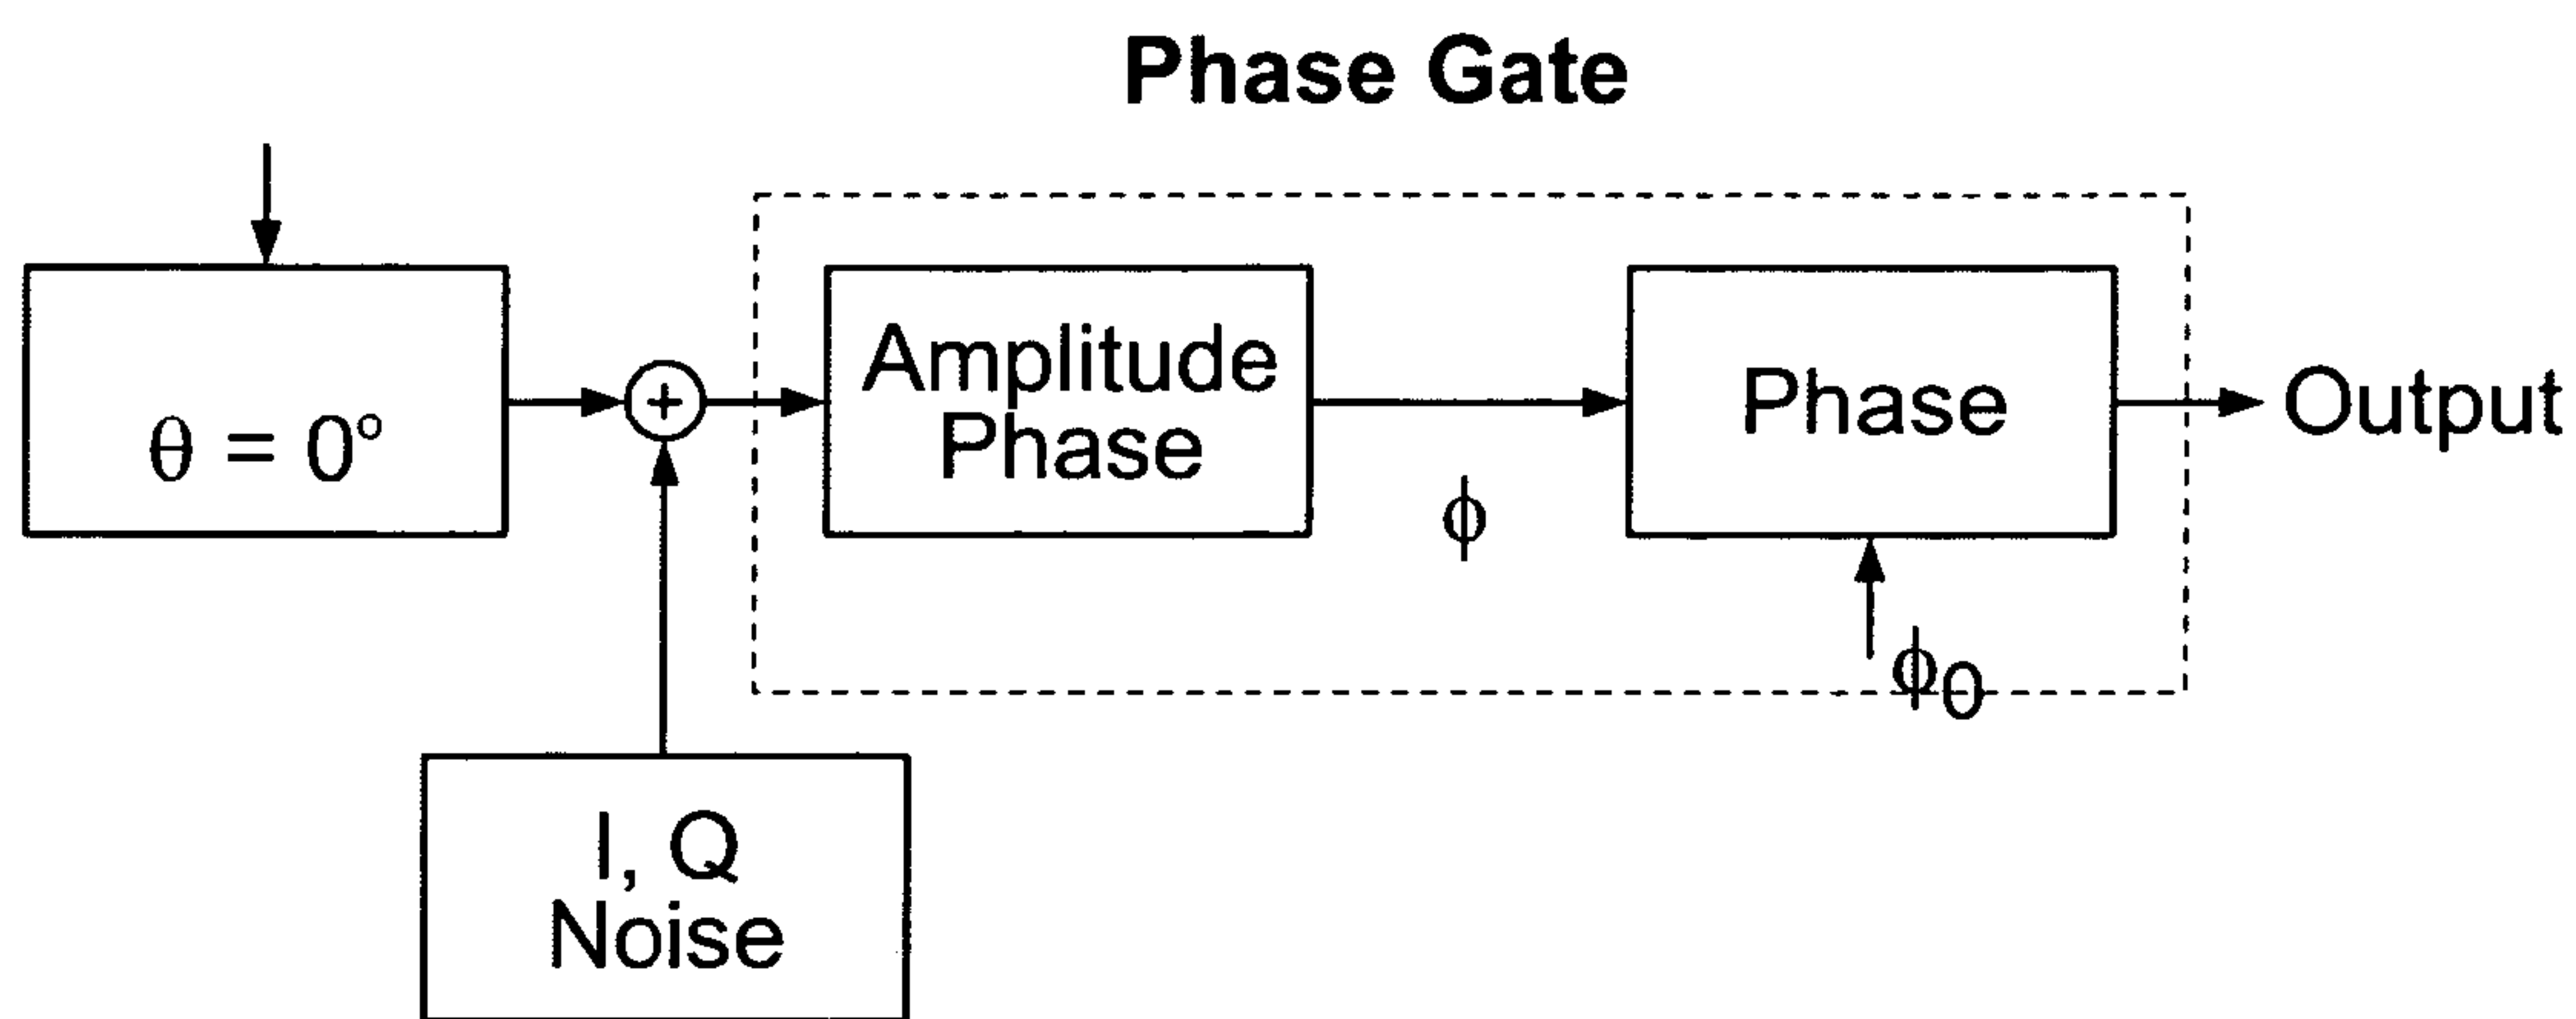 Phase Gate
θ = 0°
+
Amplitude
Phase
ϕ
Phase
ϕ0
Output
I, Q
Noise